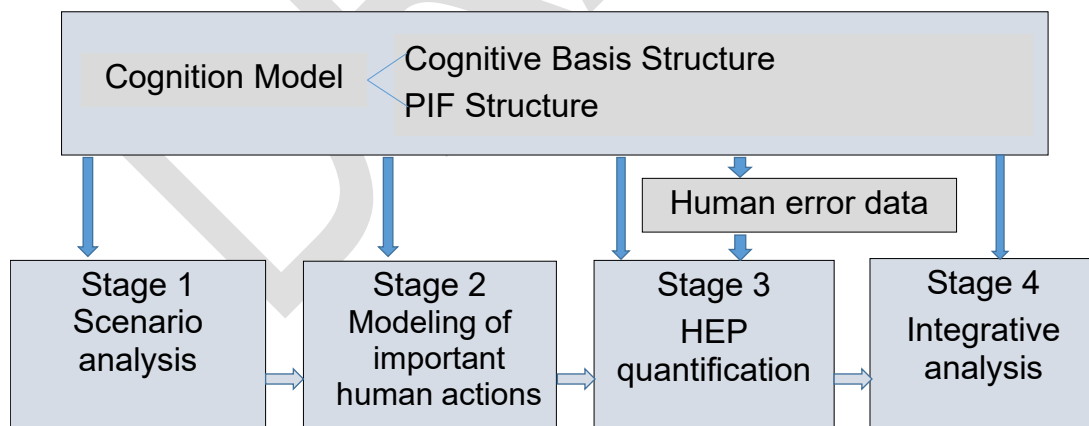 Cognition Model
Cognitive Basis Structure
PIF Structure
Human error data
Stage 1
Scenario
analysis
Stage 2
Modeling of
important
human actions
Stage 3
HEP
quantification
Stage 4
Integrative
analysis